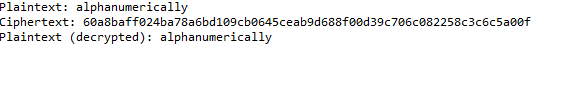 Plaintext: alphanumerically
Ciphertext: 60a8baff024ba78a6bd109cb0645ceab9d688f00d39c706c082258c3c6c5a00f
Plaintext (decrypted): alphanumerically